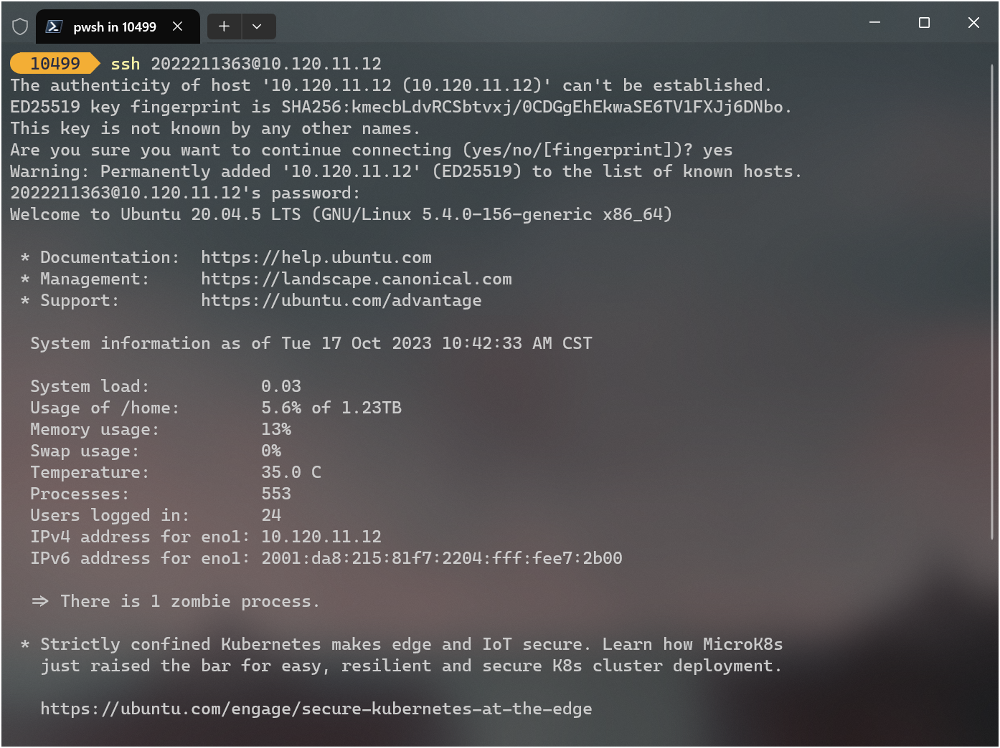 pwsh in 10499
10499 ssh 2022211363@10.120.11.12
The authenticity of host '10.120.11.12 (10.120.11.12)' can't be established.
ED25519 key fingerprint is SHA256:kmecbLdvRCSbtvxj/0CDGgEhEkwaSE6TV1FXJj6DNbo.
This key is not known by any other names.
Are you sure you want to continue connecting (yes/no/[fingerprint])? yes
Warning: Permanently added '10.120.11.12' (ED25519) to the list of known hosts.
2022211363@10.120.11.12's password:
Welcome to Ubuntu 20.04.5 LTS (GNU/Linux 5.4.0-156-generic x86_64)
* Documentation:  https://help.ubuntu.com
* Management:     https://landscape.canonical.com
* Support:        https://ubuntu.com/advantage
System information as of Tue 17 Oct 2023 10:42:33 AM CST
System load:           0.03
Usage of /home:        5.6% of 1.23TB
Memory usage:          13%
Swap usage:            0%
Temperature:           35.0 C
Processes:             553
Users logged in:       24
IPv4 address for eno1: 10.120.11.12
IPv6 address for eno1: 2001:da8:215:81f7:2204:fff:fee7:2b00
=> There is 1 zombie process.
* Strictly confined Kubernetes makes edge and IoT secure. Learn how MicroK8s
just raised the bar for easy, resilient and secure K8s cluster deployment.
https://ubuntu.com/engage/secure-kubernetes-at-the-edge